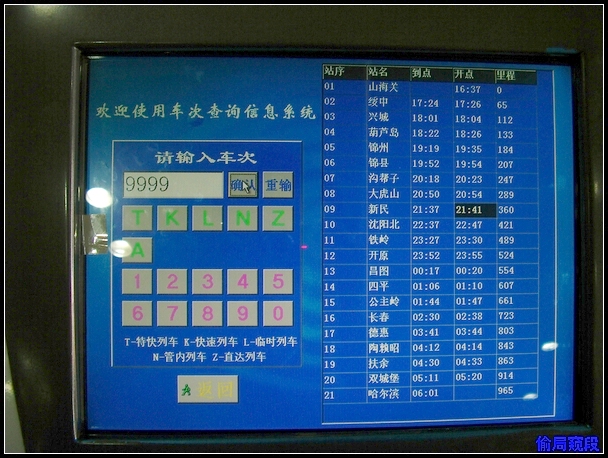 欢迎使用车次查询信息系统
请输入车次
9999 确认 重输
T K L N Z
A
1 2 3 4 5
6 7 8 9 0
T-特快列车 K-快速列车 L-临时列车
N-管内列车 Z-直达列车
返回
站序 站名 到点 开点 里程
01 山海关 16:37 0
02 绥中 17:24 17:26 65
03 兴城 18:01 18:04 112
04 葫芦岛 18:22 18:26 133
05 锦州 19:19 19:35 184
06 锦县 19:52 19:54 207
07 沟帮子 20:18 20:23 247
08 大虎山 20:50 20:54 289
09 新民 21:37 21:41 360
10 沈阳北 22:37 22:47 421
11 铁岭 23:27 23:30 489
12 开原 23:52 23:55 524
13 昌图 00:17 00:20 554
14 四平 01:06 01:10 607
15 公主岭 01:44 01:47 661
16 长春 02:30 02:38 723
17 德惠 03:41 03:44 803
18 陶赖昭 04:12 04:14 843
19 扶余 04:30 04:33 863
20 双城堡 05:11 05:20 914
21 哈尔滨 06:01 965
偷局窥段